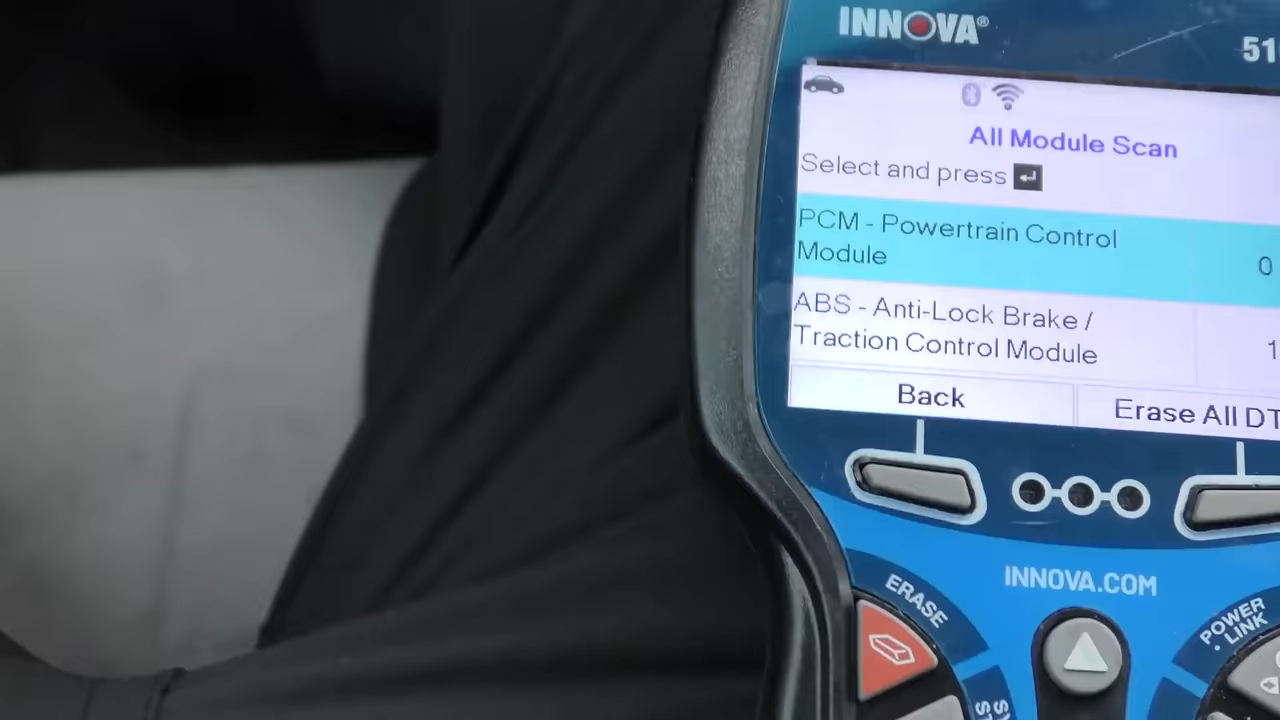 INNOVA®
51
All Module Scan
Select and press
PCM - Powertrain Control
Module
0
ABS - Anti-Lock Brake /
Traction Control Module
1
Back
Erase All DT
INNOVA.COM
ERASE
POWER
LINK